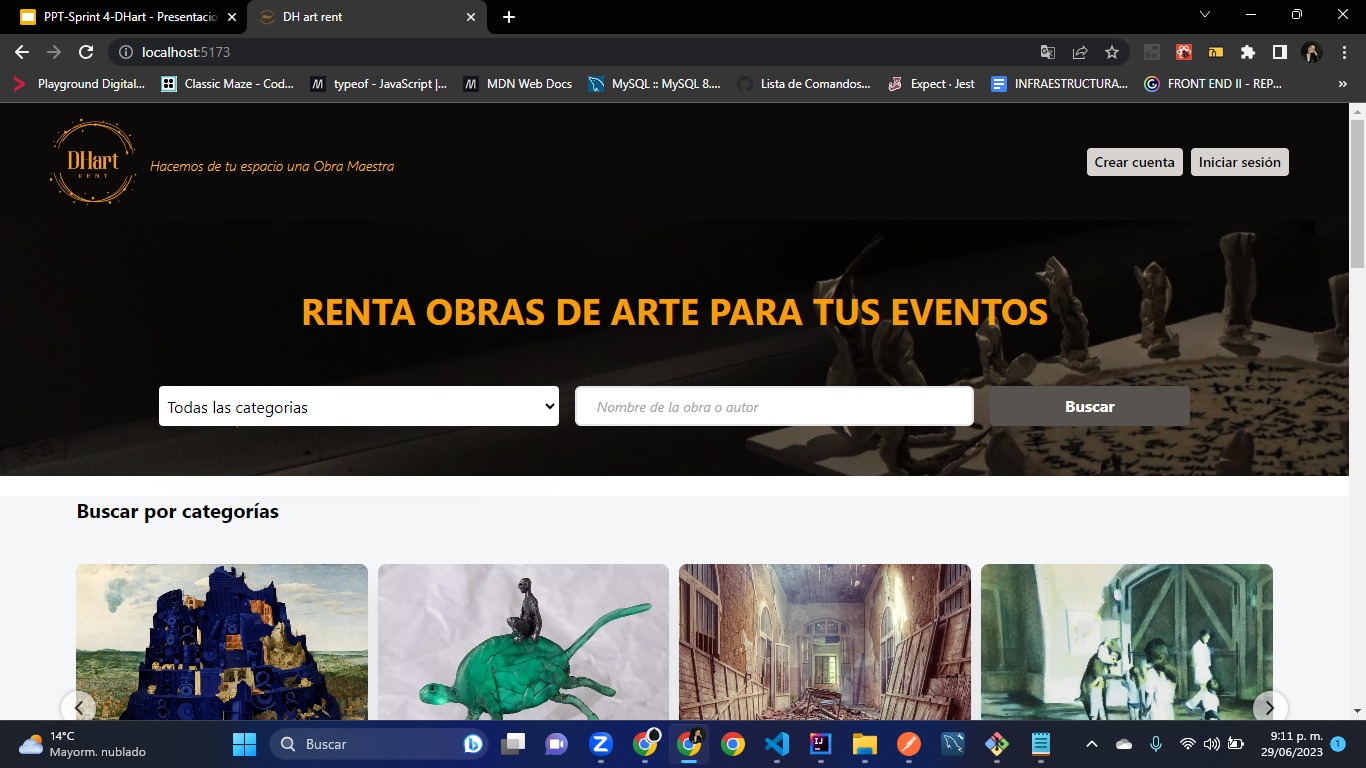 PPT-Sprint 4-DHart - Presentacio
DH art rent
localhost:5173
Playground Digital...
Classic Maze - Cod...
typeof - JavaScript |...
MDN Web Docs
MySQL :: MySQL 8....
Lista de Comandos...
Expect · Jest
INFRAESTRUCTURA...
FRONT END II - REP...
»
DHart
RENT
Hacemos de tu espacio una Obra Maestra
Crear cuenta
Iniciar sesión
RENTA OBRAS DE ARTE PARA TUS EVENTOS
Todas las categorias
Nombre de la obra o autor
Buscar
Buscar por categorías
14°C
Mayorm. nublado
Buscar
9:11 p. m.
29/06/2023
1